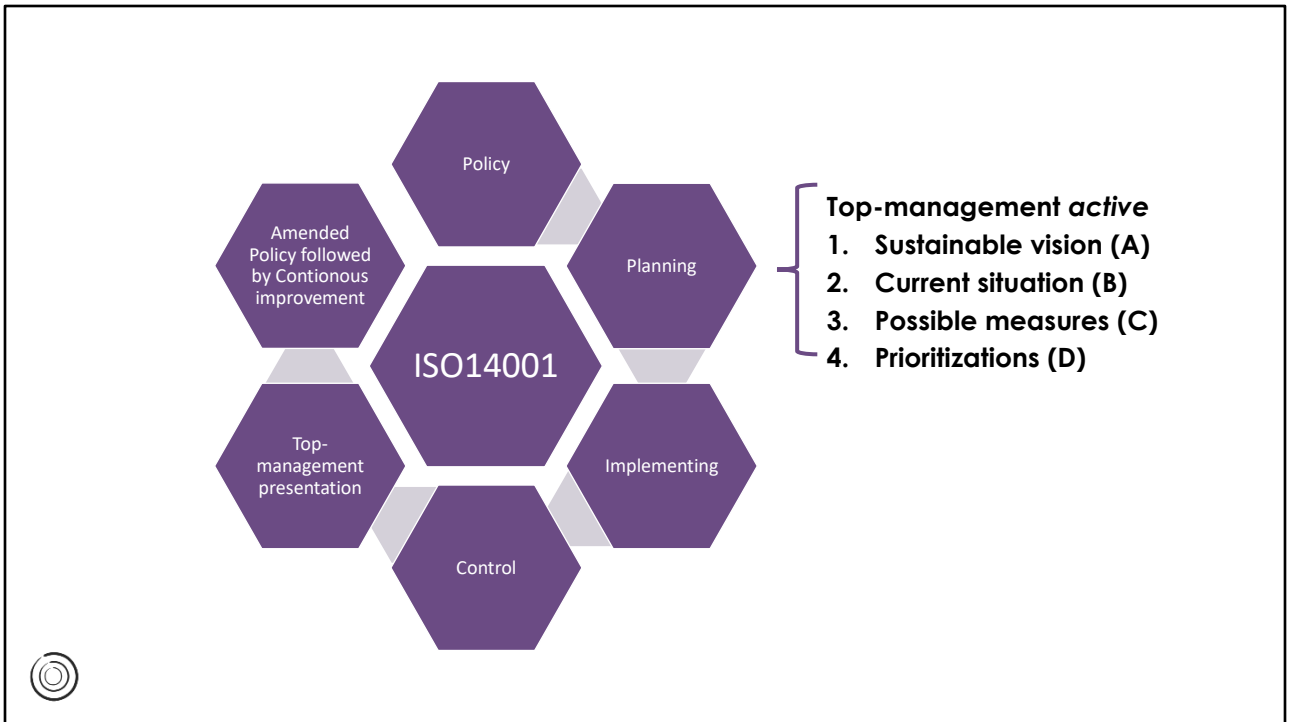 Policy
Amended
Policy followed
by Contionous
improvement
Planning
Top-management active
1. Sustainable vision (A)
2. Current situation (B)
3. Possible measures (C)
4. Prioritizations (D)
ISO14001
Top-
management
presentation
Implementing
Control